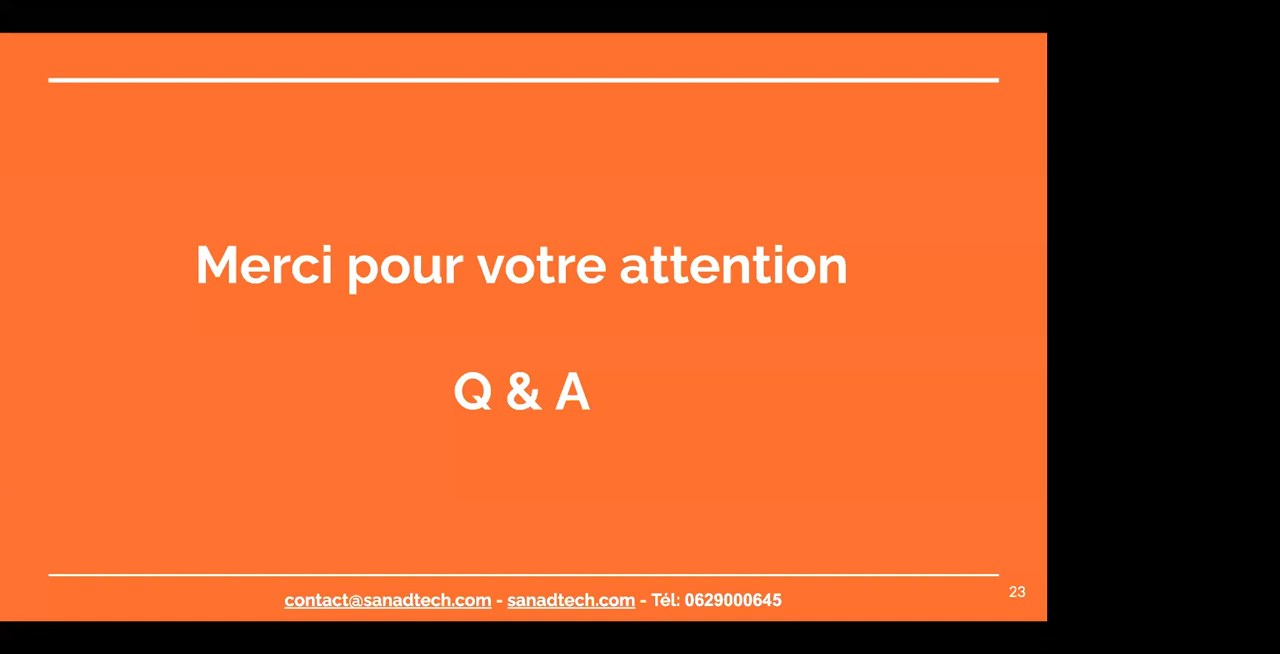 Merci pour votre attention
Q & A
contact@sanadtech.com - sanadtech.com - Tél: 0629000645
23